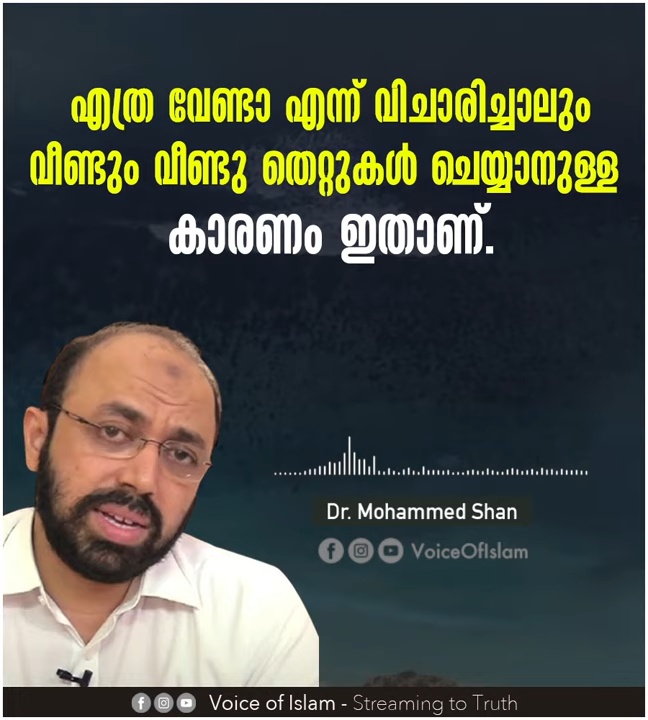 എത്ര വേണ്ടാ എന്ന് വിചാരിച്ചാലും
വീണ്ടും വീണ്ടു തെറ്റുകൾ ചെയ്യാനുള്ള
കാരണം ഇതാണ്.
Dr. Mohammed Shan
VoiceOfIslam
Voice of Islam - Streaming to Truth